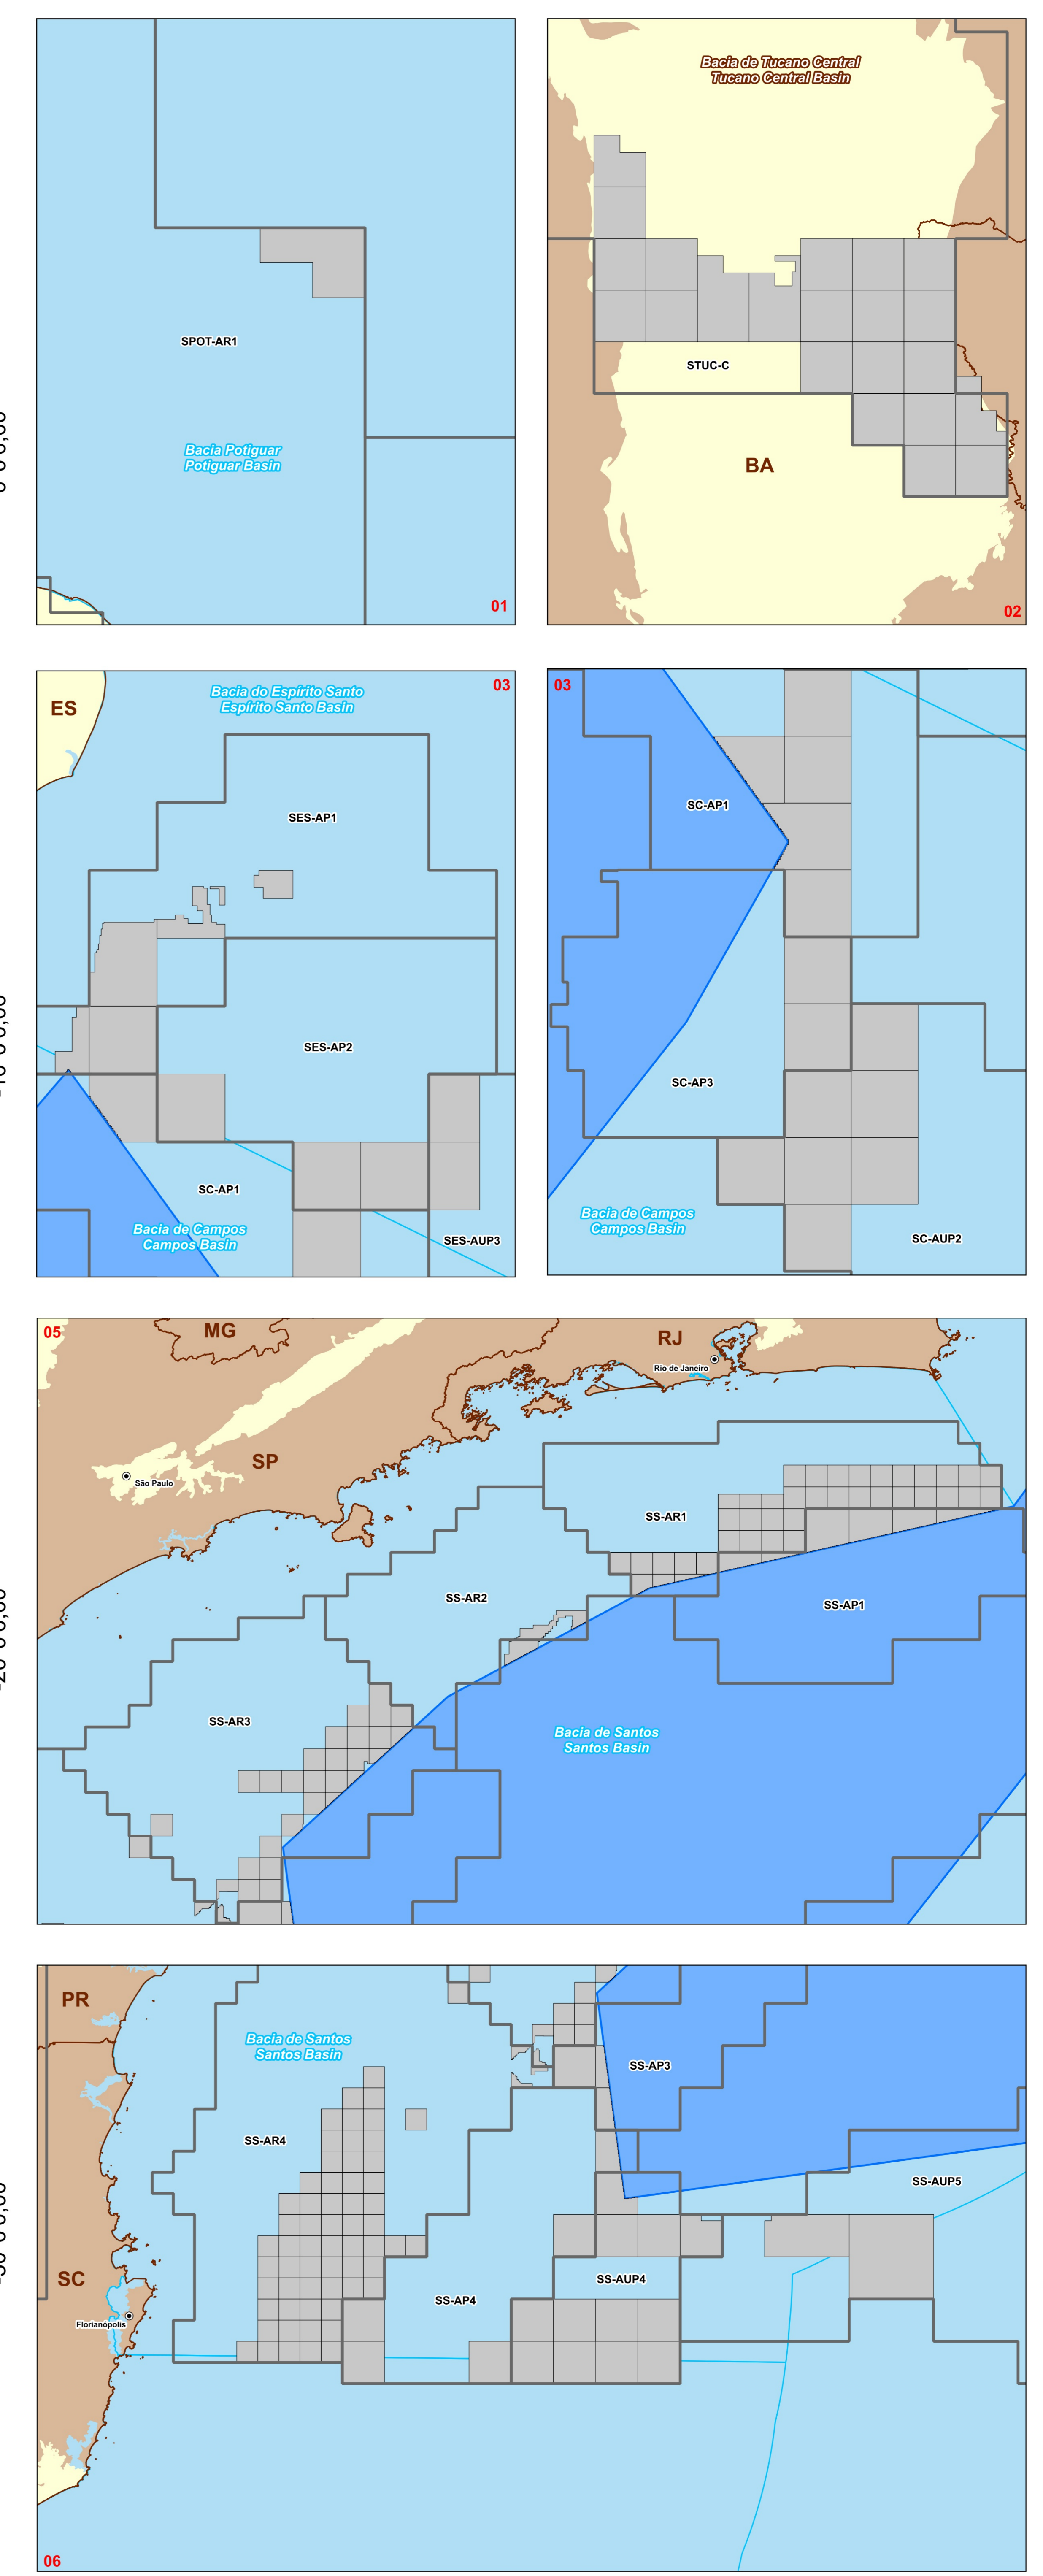 Bacia de Tucano Central
Tucano Central Basin
SPOT-AR1
STUC-C
Bacia Potiguar
Potiguar Basin
BA
01
02
ES
Bacia do Espírito Santo
Espírito Santo Basin
03
03
SES-AP1
SC-AP1
SES-AP2
SC-AP3
SC-AP1
Bacia de Campos
Campos Basin
SES-AUP3
Bacia de Campos
Campos Basin
SC-AUP2
05
MG
RJ
Rio de Janeiro
SP
São Paulo
SS-AR1
SS-AR2
SS-AP1
SS-AR3
Bacia de Santos
Santos Basin
PR
Bacia de Santos
Santos Basin
SS-AP3
SS-AR4
SS-AUP5
SC
SS-AUP4
SS-AP4
Florianópolis
06